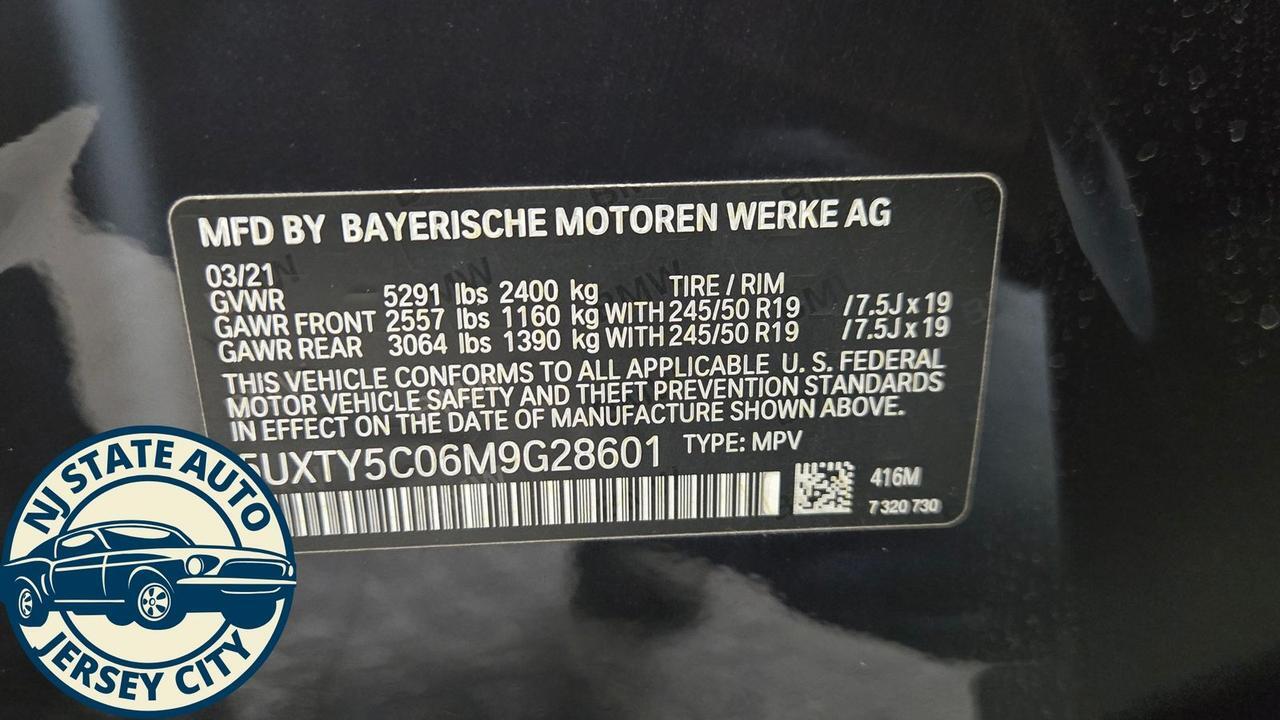 MFD BY BAYERISCHE MOTOREN WERKE AG
03/21 TIRE / RIM
GVWR 5291 lbs 2400 kg
GAWR FRONT 2557 lbs 1160 kg WITH 245/50 R19 /7.5J x 19
GAWR REAR 3064 lbs 1390 kg WITH 245/50 R19 /7.5J x 19
THIS VEHICLE CONFORMS TO ALL APPLICABLE U. S. FEDERAL
MOTOR VEHICLE SAFETY AND THEFT PREVENTION STANDARDS
IN EFFECT ON THE DATE OF MANUFACTURE SHOWN ABOVE.
5UXTY5C06M9G28601 TYPE: MPV
416M
7 320 730
NJ STATE AUTO
JERSEY CITY